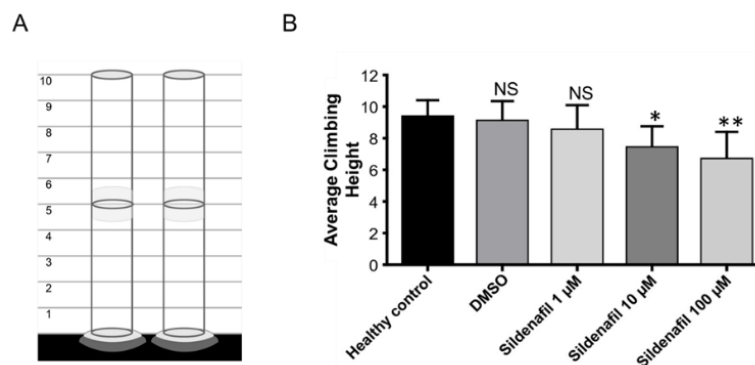 A
10
9
8
7
6
5
4
3
2
1
B
Average Climbing
Height
12
10
8
6
4
2
0
NS
NS
*
**
Healthy control
DMSO
Sildenafil 1 µM
Sildenafil 10 µM
Sildenafil 100 µM